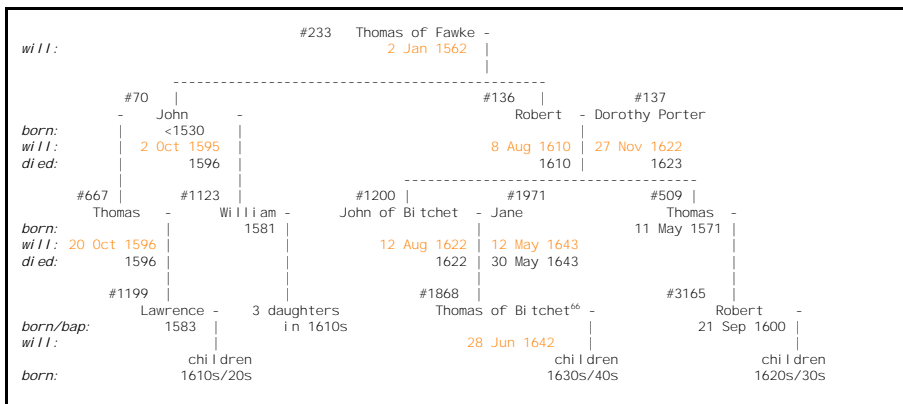 #233 Thomas of Fawke -
will: 2 Jan 1562
#70 #136 #137
- John - Robert - Dorothy Porter
born: <1530
will: 2 Oct 1595 8 Aug 1610 27 Nov 1622
died: 1596 1610 1623
#667 #1123 #1200 #1971 #509
Thomas - William - John of Bitchet - Jane Thomas -
born: 1581 11 May 1571
will: 20 Oct 1596 12 Aug 1622 12 May 1643
died: 1596 1622 30 May 1643
#1199 #1868 #3165
Lawrence - 3 daughters Thomas of Bitchet⁶⁶ - Robert -
born/bap: 1583 in 1610s 21 Sep 1600
will: 28 Jun 1642
children children children
born: 1610s/20s 1630s/40s 1620s/30s